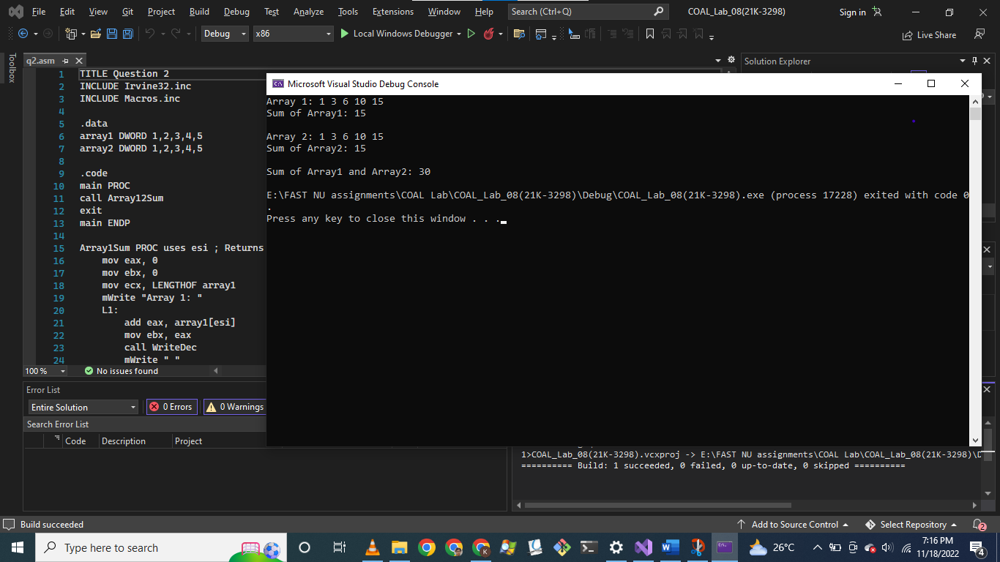 File Edit View Git Project Build Debug Test Analyze Tools Extensions Window Help Search (Ctrl+Q) COAL_Lab_08(21K-3298) Sign in
Debug x86 Local Windows Debugger Live Share
Toolbox
q2.asm
Solution Explorer
1 TITLE Question 2
2 INCLUDE Irvine32.inc
3 INCLUDE Macros.inc
4
5 .data
6 array1 DWORD 1,2,3,4,5
7 array2 DWORD 1,2,3,4,5
8
9 .code
10 main PROC
11 call Array12Sum
12 exit
13 main ENDP
14
15 Array1Sum PROC uses esi ; Returns
16 mov eax, 0
17 mov ebx, 0
18 mov ecx, LENGTHOF array1
19 mWrite "Array 1: "
20 L1:
21 add eax, array1[esi]
22 mov ebx, eax
23 call WriteDec
24 mWrite " "
100 % No issues found
Microsoft Visual Studio Debug Console
Array 1: 1 3 6 10 15
Sum of Array1: 15
Array 2: 1 3 6 10 15
Sum of Array2: 15
Sum of Array1 and Array2: 30
E:\FAST NU assignments\COAL Lab\COAL_Lab_08(21K-3298)\Debug\COAL_Lab_08(21K-3298).exe (process 17228) exited with code 0
.
Press any key to close this window . . .
Error List
Entire Solution 0 Errors 0 Warnings
Search Error List
Code Description Project
1>COAL_Lab_08(21K-3298).vcxproj -> E:\FAST NU assignments\COAL Lab\COAL_Lab_08(21K-3298)\D
========== Build: 1 succeeded, 0 failed, 0 up-to-date, 0 skipped ==========
Build succeeded Add to Source Control Select Repository 2
Type here to search 26°C 7:16 PM
11/18/2022 4